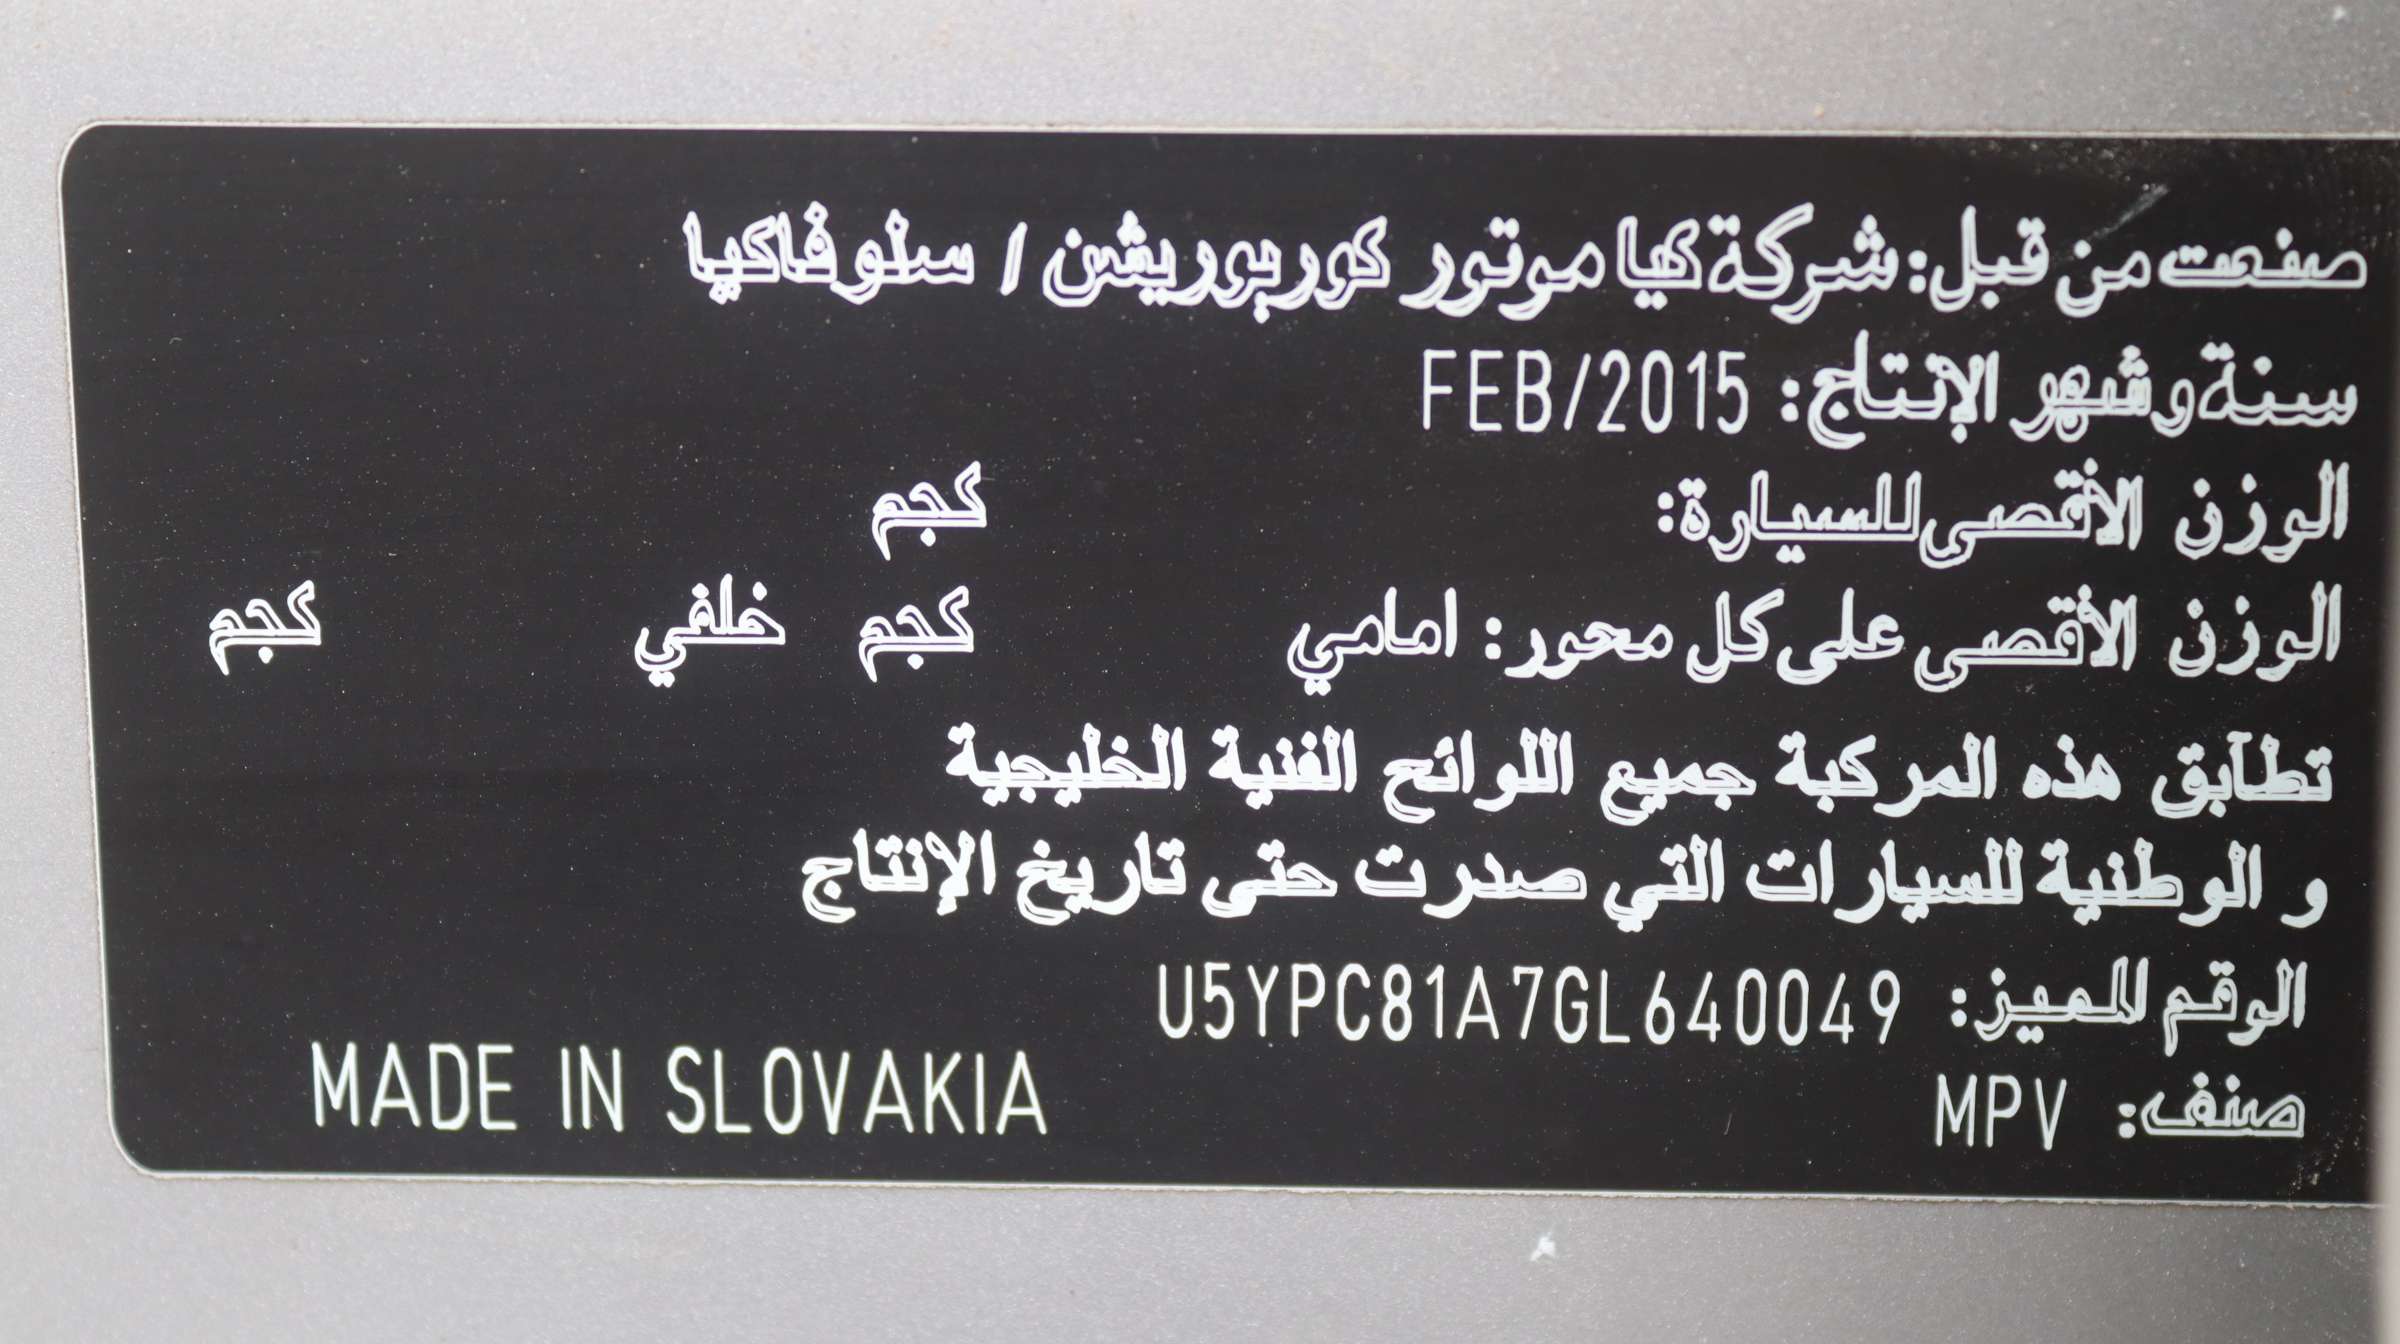 صنعت من قبل: شركة كيا موتور كوربوريشن / سلوفاكيا
سنة وشهر الإنتاج: FEB/2015
الوزن الأقصى للسيارة: كجم
الوزن الأقصى على كل محور: امامي كجم خلفي كجم
تطابق هذه المركبة جميع اللوائح الفنية الخليجية
و الوطنية للسيارات التي صدرت حتى تاريخ الإنتاج
الوقم المميز: U5YPC81A7GL640049
صنف: MPV
MADE IN SLOVAKIA